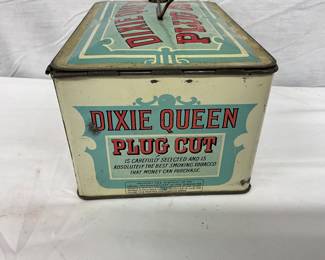 DIXIE QUEEN
PLUG CUT
DIXIE QUEEN
PLUG CUT
IS CAREFULLY SELECTED AND IS
ABSOLUTELY THE BEST SMOKING TOBACCO
THAT MONEY CAN PURCHASE.